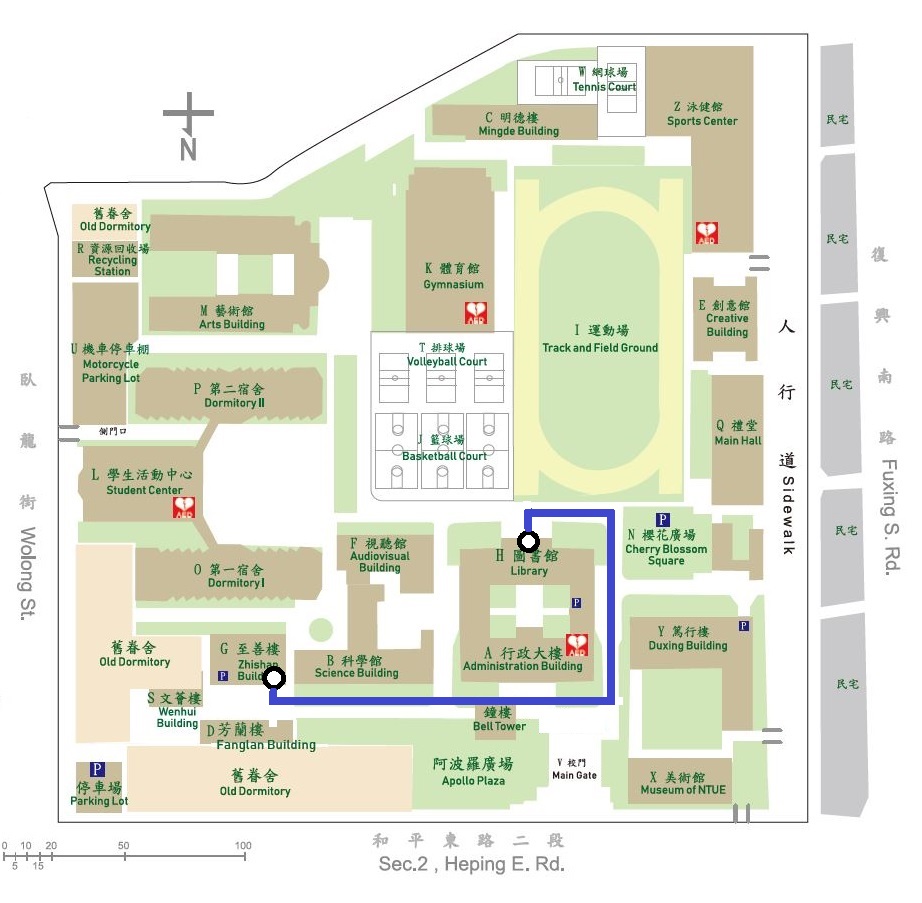 W 網球場
Tennis Court
C 明德樓
Mingde Building
Z 泳健館
Sports Center
民宅
N
舊眷舍
Old Dormitory
R 資源回收場
Recycling
Station
M 藝術館
Arts Building
K 體育館
Gymnasium
AED
AED
民宅
復興南路
Fuxing S. Rd.
E 創意館
Creative
Building
人行道 Sidewalk
I 運動場
Track and Field Ground
T 排球場
Volleyball Court
U 機車停車棚
Motorcycle
Parking Lot
P 第二宿舍
Dormitory II
民宅
臥龍街
Wolong St.
側門口
J 籃球場
Basketball Court
Q 禮堂
Main Hall
L 學生活動中心
Student Center
AED
P
N 櫻花廣場
Cherry Blossom
Square
民宅
F 視聽館
Audiovisual
Building
H 圖書館
Library
O 第一宿舍
Dormitory I
P
P
Y 篤行樓
Duxing Building
舊眷舍
Old Dormitory
G 至善樓
Zhishan
Build
P
B 科學館
Science Building
A 行政大樓
Administration Building
AED
民宅
S 文薈樓
Wenhui
Building
D 芳蘭樓
Fanglan Building
鐘樓
Bell Tower
P
停車場
Parking Lot
舊眷舍
Old Dormitory
阿波羅廣場
Apollo Plaza
V 校門
Main Gate
X 美術館
Museum of NTUE
和平東路二段
Sec.2 , Heping E. Rd.
0 10 20 50 100
5 15